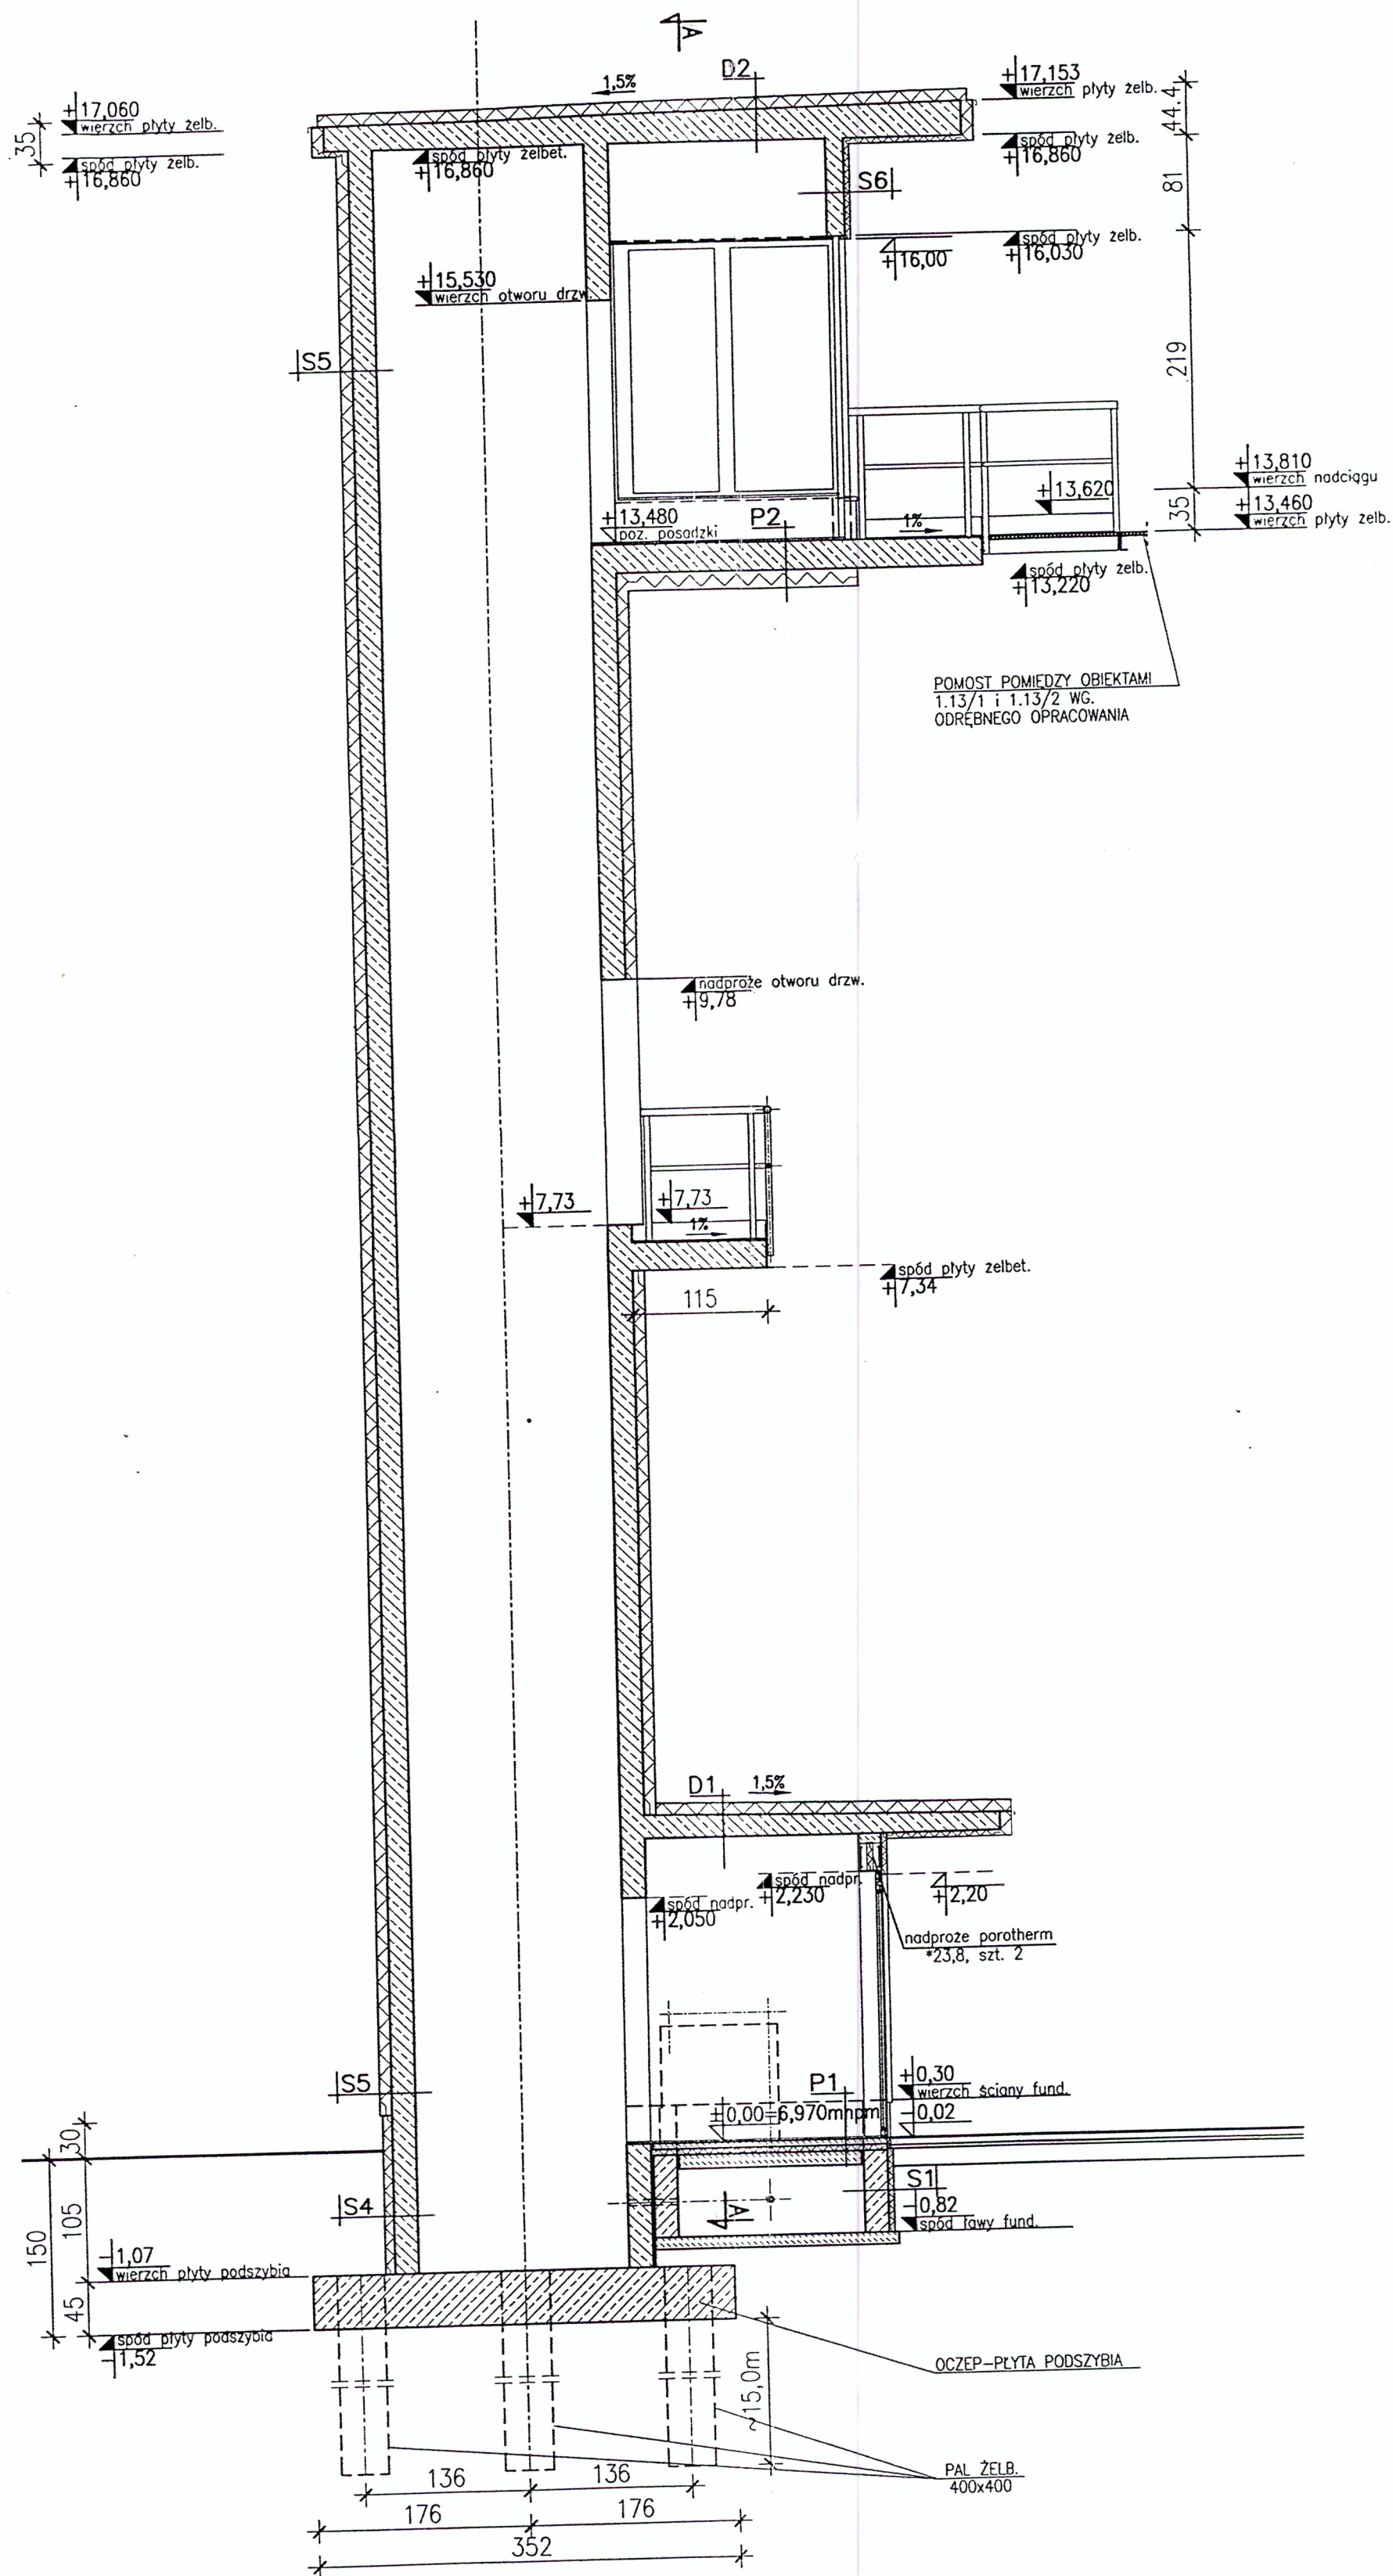 A
D2
1,5%
+17,153
wierzch płyty żelb.
+17,060
wierzch płyty żelb.
44.4
35
spód płyty żelb.
+16,860
spód płyty żelbet.
+16,860
spód płyty żelb.
+16,860
S6
81
+16,00
spód płyty żelb.
+16,030
+15,530
wierzch otworu drzw.
S5
219
+13,810
wierzch nadciągu
+13,620
+13,480
poz. posadzki
P2
1%
35
+13,460
wierzch płyty żelb.
spód płyty żelb.
+13,220
POMOST POMIĘDZY OBIEKTAMI
1.13/1 i 1.13/2 WG.
ODRĘBNEGO OPRACOWANIA
nadproże otworu drzw.
+9,78
+7,73
+7,73
1%
spód płyty żelbet.
+7,34
115
D1
1,5%
spód nadpr.
+2,230
+2,20
spód nadpr.
+2,050
nadproże porotherm
*23,8, szt. 2
S5
P1
+0,30
wierzch ściany fund.
±0,00=6,970mnpm
-0,02
30
S4
A
S1
-0,82
spód ławy fund.
150
105
-1,07
wierzch płyty podszybia
45
spód płyty podszybia
-1,52
OCZEP-PŁYTA PODSZYBIA
~15,0m
PAL ŻELB.
400x400
136
136
176
176
352